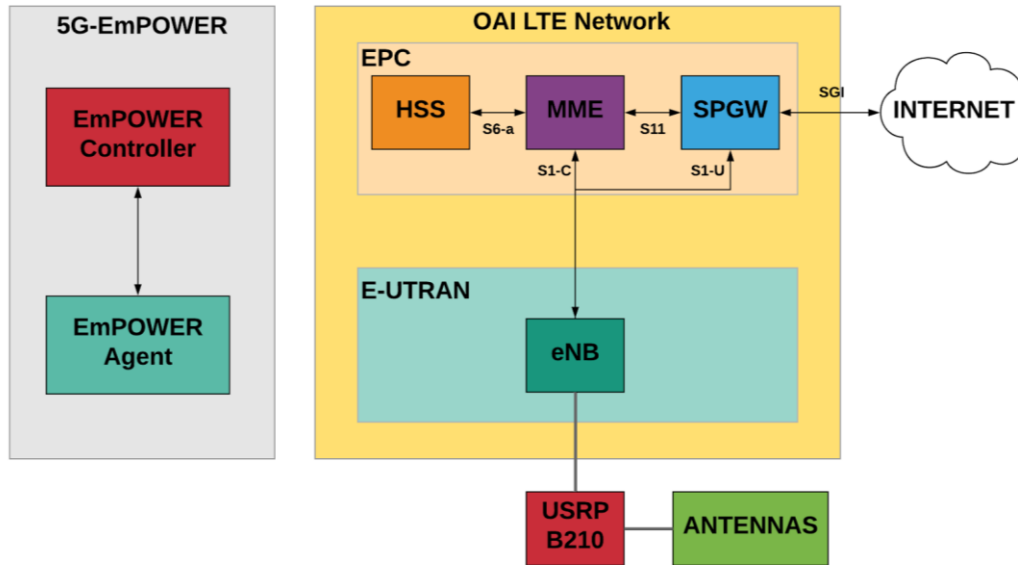 5G-EmPOWER
EmPOWER
Controller
EmPOWER
Agent
OAI LTE Network
EPC
HSS
S6-a
MME
S11
SPGW
SGI
INTERNET
S1-C
S1-U
E-UTRAN
eNB
USRP
B210
ANTENNAS